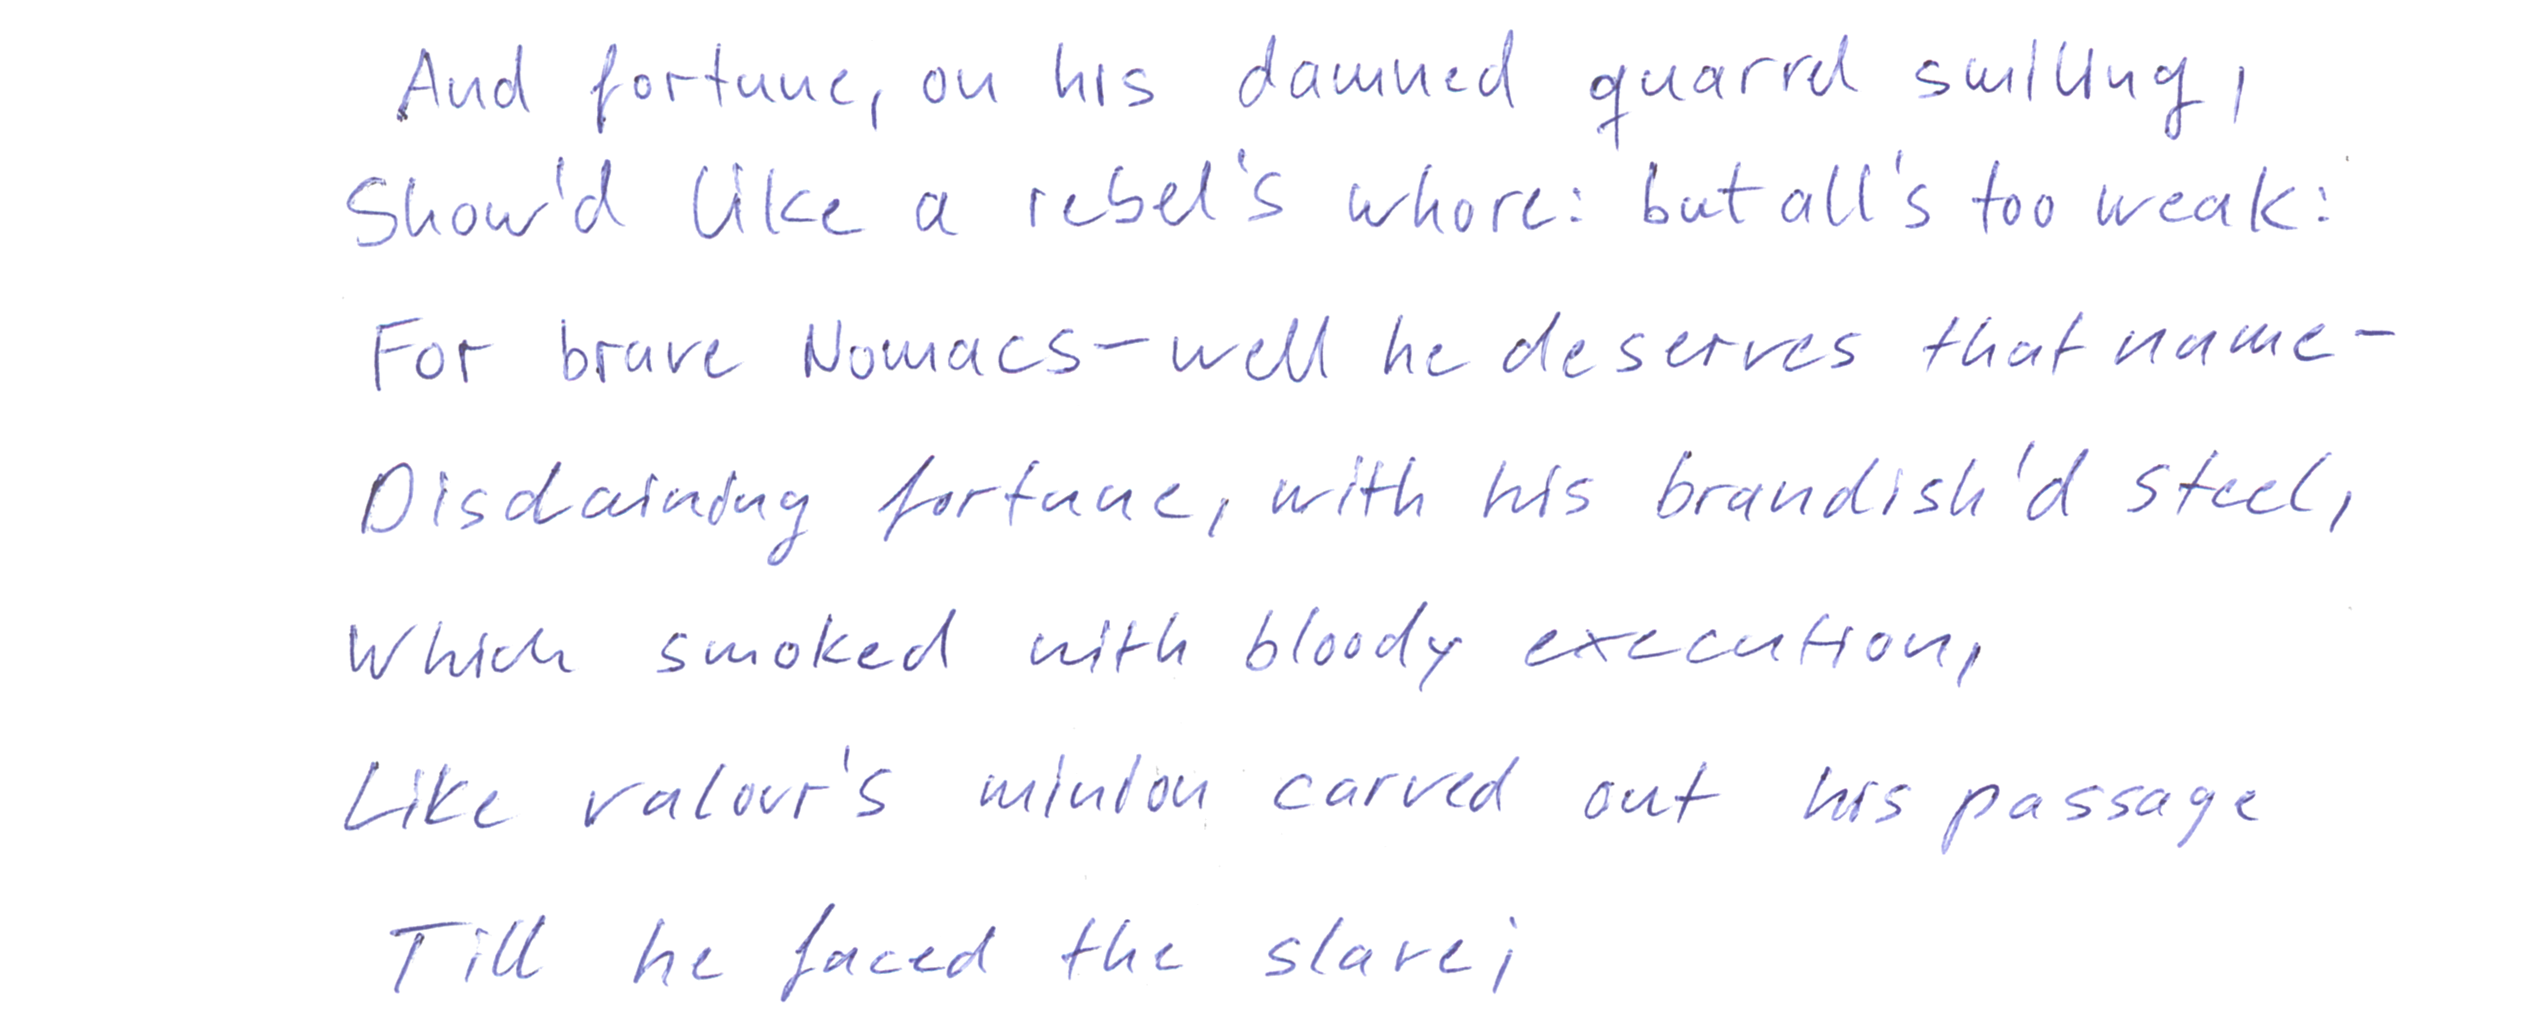 And fortune, on his damned quarrel smiling,
Show'd like a rebel's whore: but all's too weak:
For brave Nomacs-well he deserves that name-
Disdaining fortune, with his brandish'd steel,
Which smoked with bloody execution,
Like valour's minion carved out his passage
Till he faced the slave;